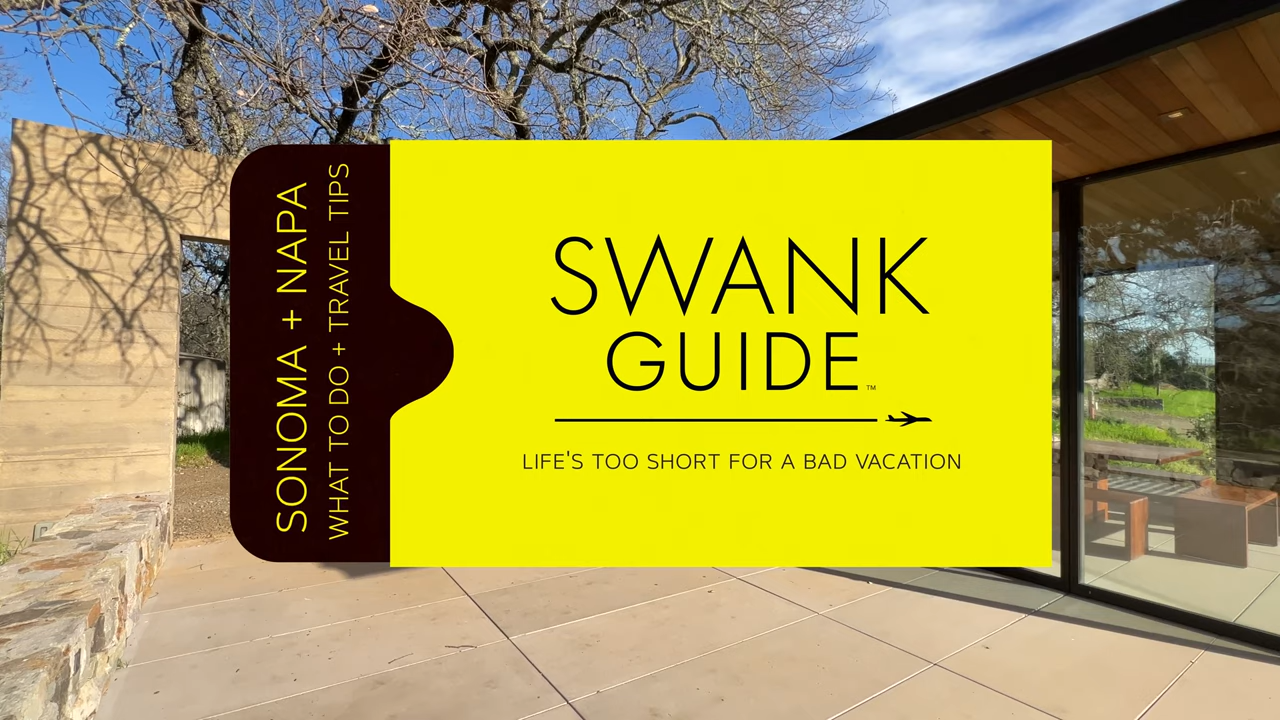 SONOMA + NAPA
WHAT TO DO + TRAVEL TIPS
SWANK
GUIDE™
LIFE'S TOO SHORT FOR A BAD VACATION